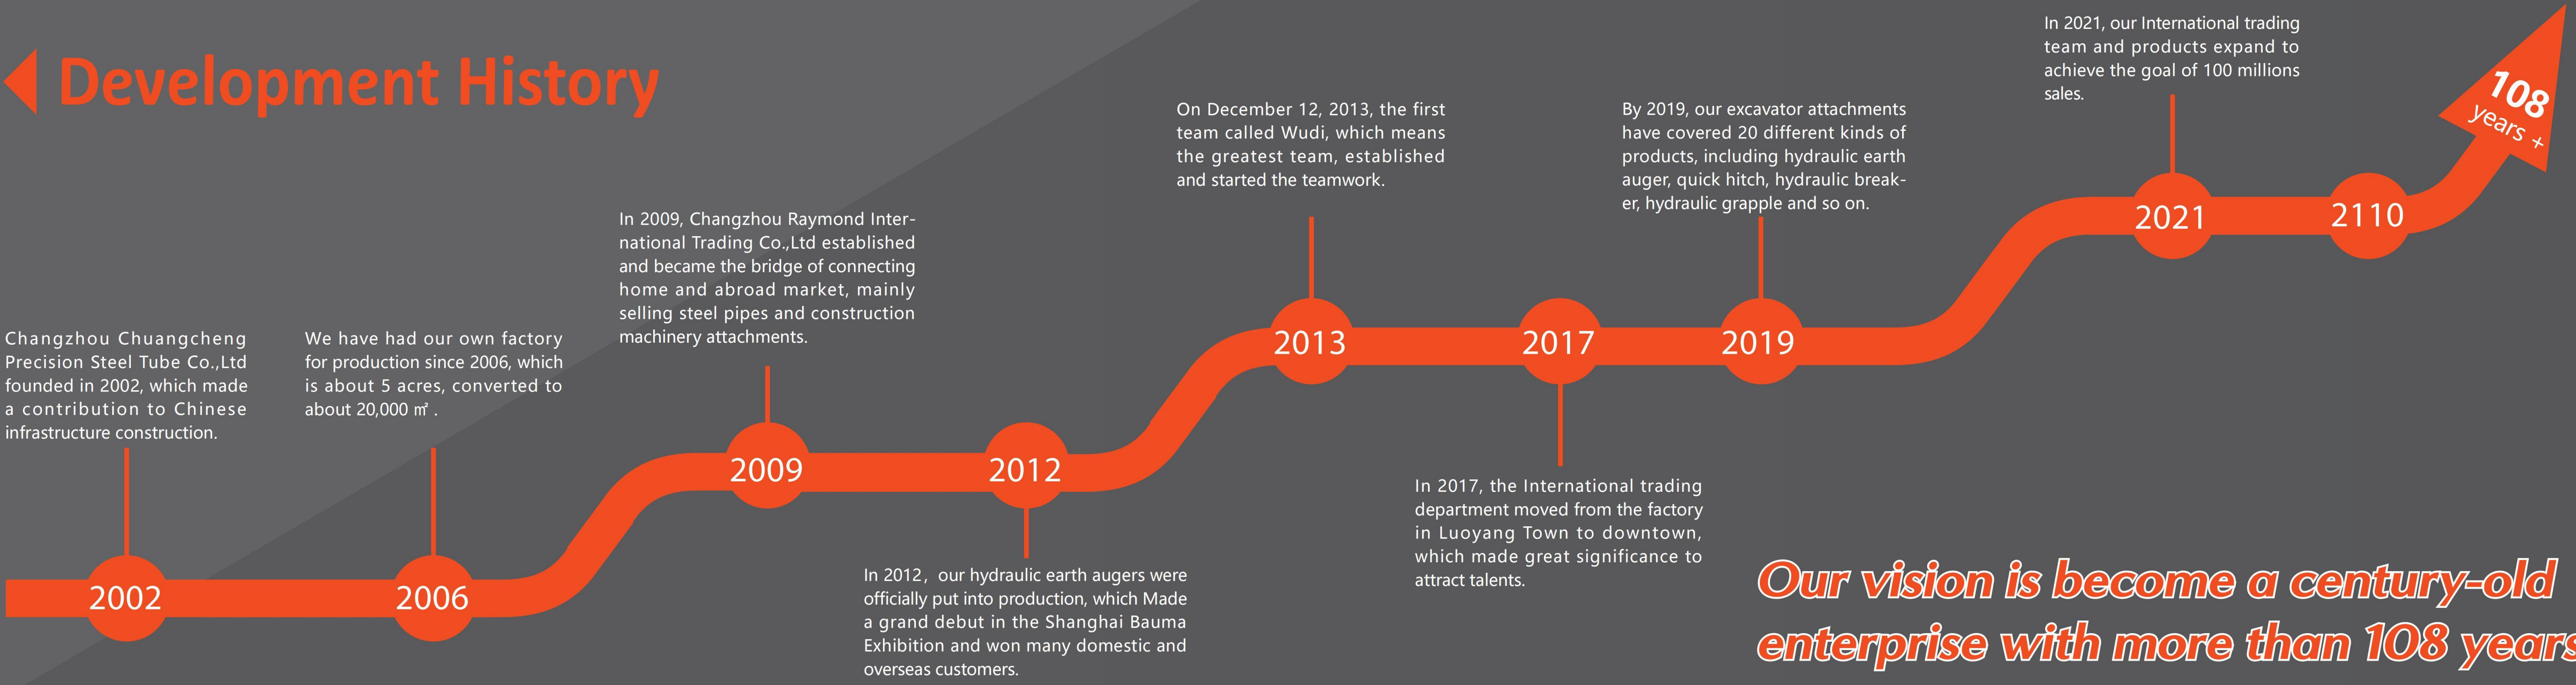 Development History
Changzhou Chuangcheng
Precision Steel Tube Co.,Ltd
founded in 2002, which made
a contribution to Chinese
infrastructure construction.
2002
We have had our own factory
for production since 2006, which
is about 5 acres, converted to
about 20,000 ㎡ .
2006
In 2009, Changzhou Raymond Inter-
national Trading Co.,Ltd established
and became the bridge of connecting
home and abroad market, mainly
selling steel pipes and construction
machinery attachments.
2009
2012
In 2012，our hydraulic earth augers were
officially put into production, which Made
a grand debut in the Shanghai Bauma
Exhibition and won many domestic and
overseas customers.
On December 12, 2013, the first
team called Wudi, which means
the greatest team, established
and started the teamwork.
2013
2017
In 2017, the International trading
department moved from the factory
in Luoyang Town to downtown,
which made great significance to
attract talents.
By 2019, our excavator attachments
have covered 20 different kinds of
products, including hydraulic earth
auger, quick hitch, hydraulic break-
er, hydraulic grapple and so on.
2019
In 2021, our International trading
team and products expand to
achieve the goal of 100 millions
sales.
2021
2110
108
years +
Our vision is become a century-old
enterprise with more than 108 years